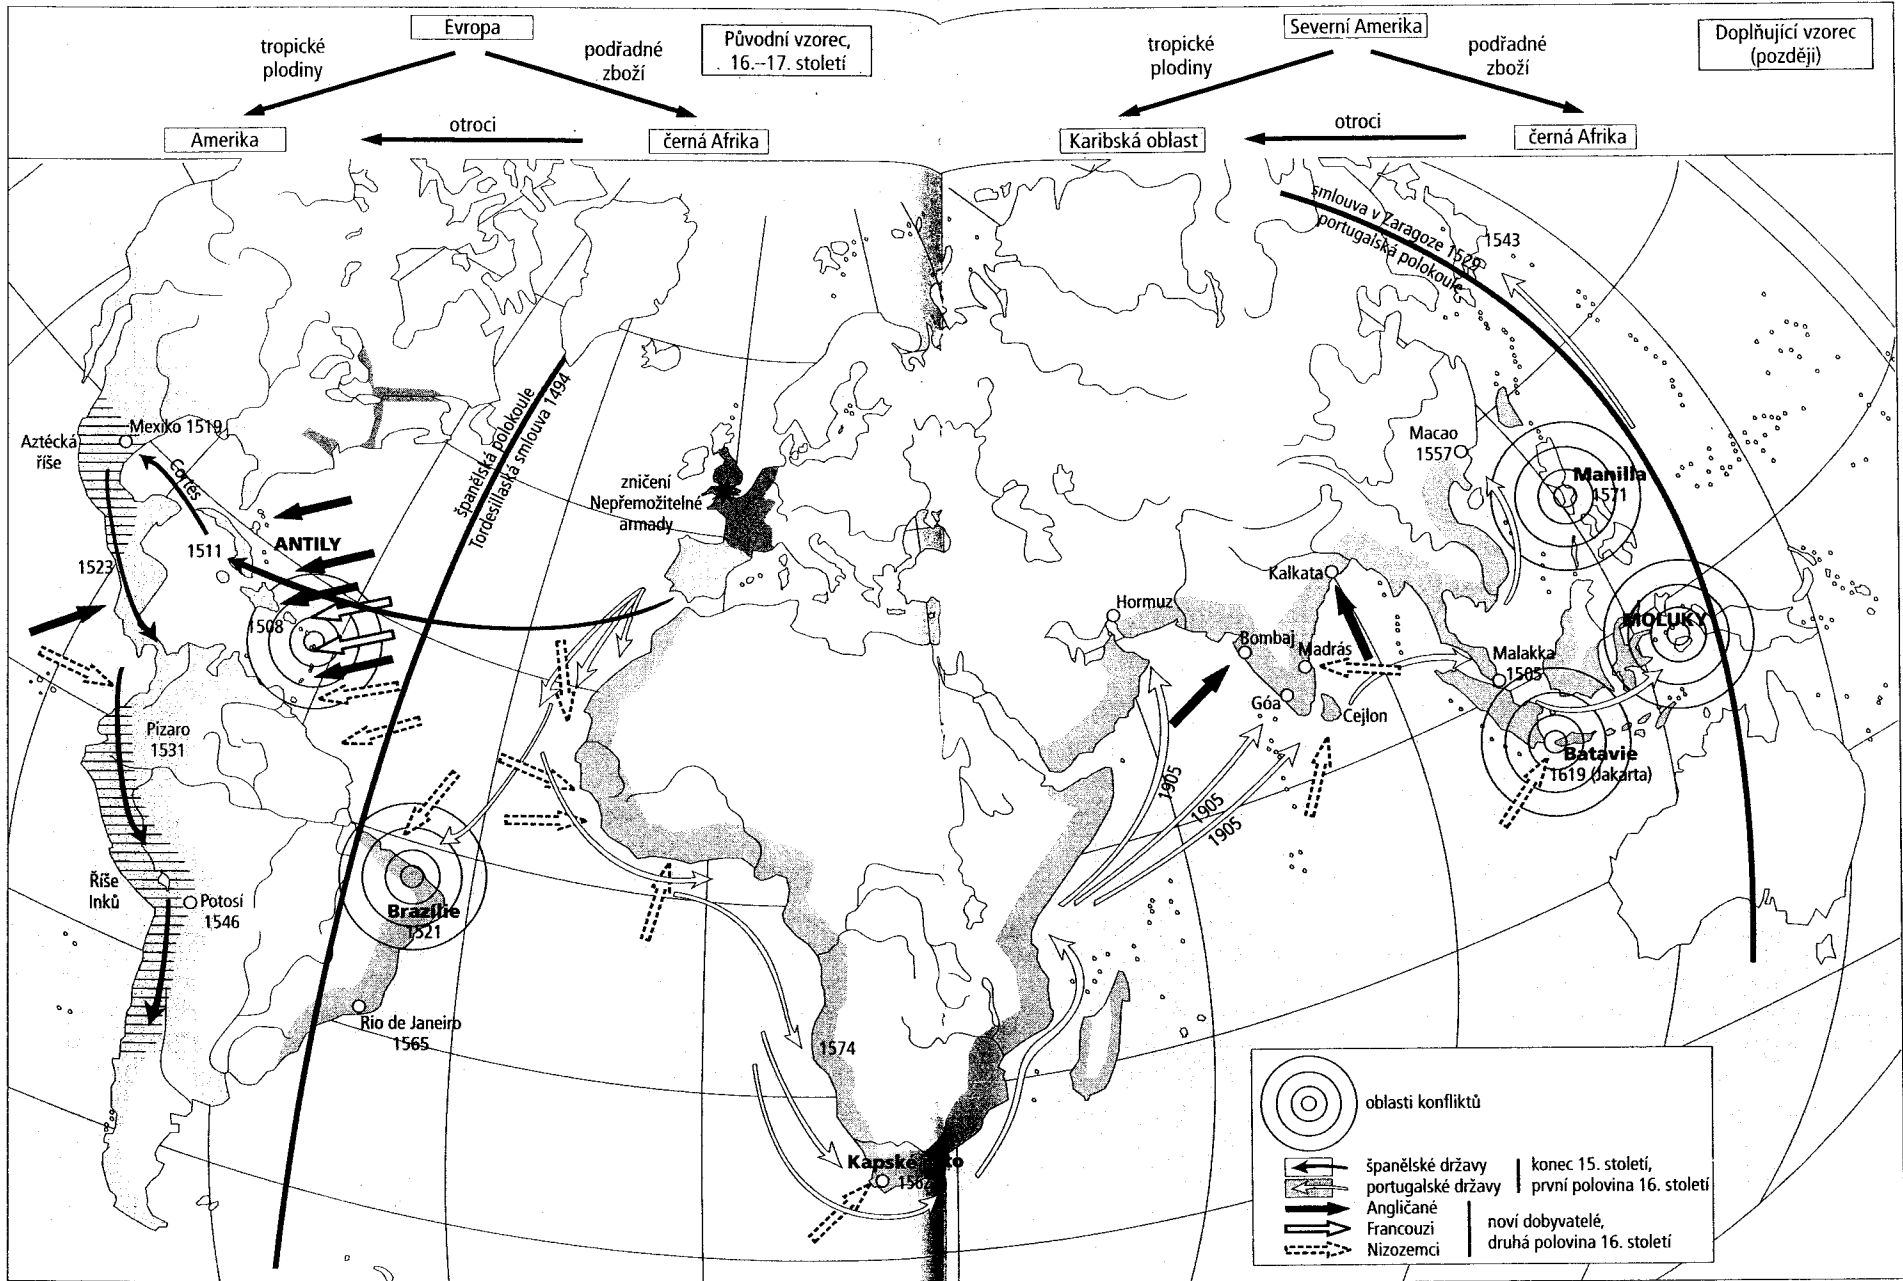 Evropa
tropické
plodiny
podřadné
zboží
Původní vzorec,
16.–17. století
Amerika
otroci
černá Afrika
Severní Amerika
tropické
plodiny
podřadné
zboží
Doplňující vzorec
(později)
Karibská oblast
otroci
černá Afrika
smlouva v Zaragoze 1529
portugalská polokoule
1543
španělská polokoule
Tordesillaská smlouva 1494
Aztécká
říše
Mexiko 1519
Cortés
1511
ANTILY
1523
1508
zničení
Nepřemožitelné
armady
Pizaro
1531
Říše
Inků
Potosí
1546
Brazílie
1521
Rio de Janeiro
1565
1574
Kapské
Hormuz
Bombaj
Kalkata
Madrás
Góa
Cejlon
1905
1905
1905
Macao
1557
Manilla
1571
MOLUKY
Malakka
1505
Batavie
1619 (Jakarta)
oblasti konfliktů
španělské državy
portugalské državy
konec 15. století,
první polovina 16. století
Angličané
Francouzi
Nizozemci
noví dobyvatelé,
druhá polovina 16. století